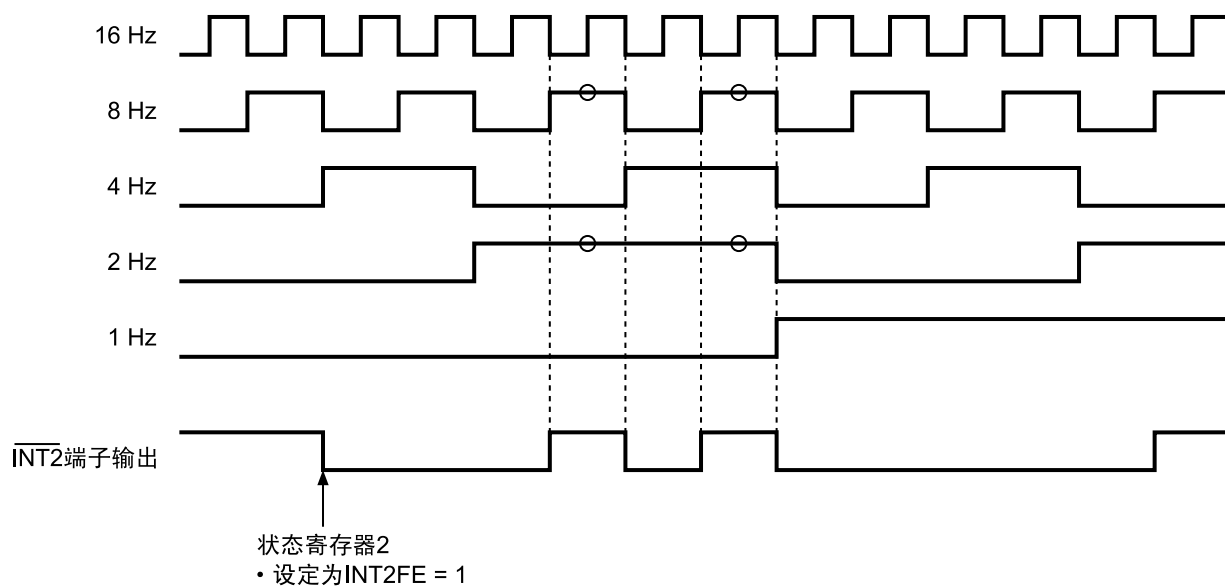 16 Hz
8 Hz
4 Hz
2 Hz
1 Hz
INT2端子输出
状态寄存器2
• 设定为INT2FE = 1